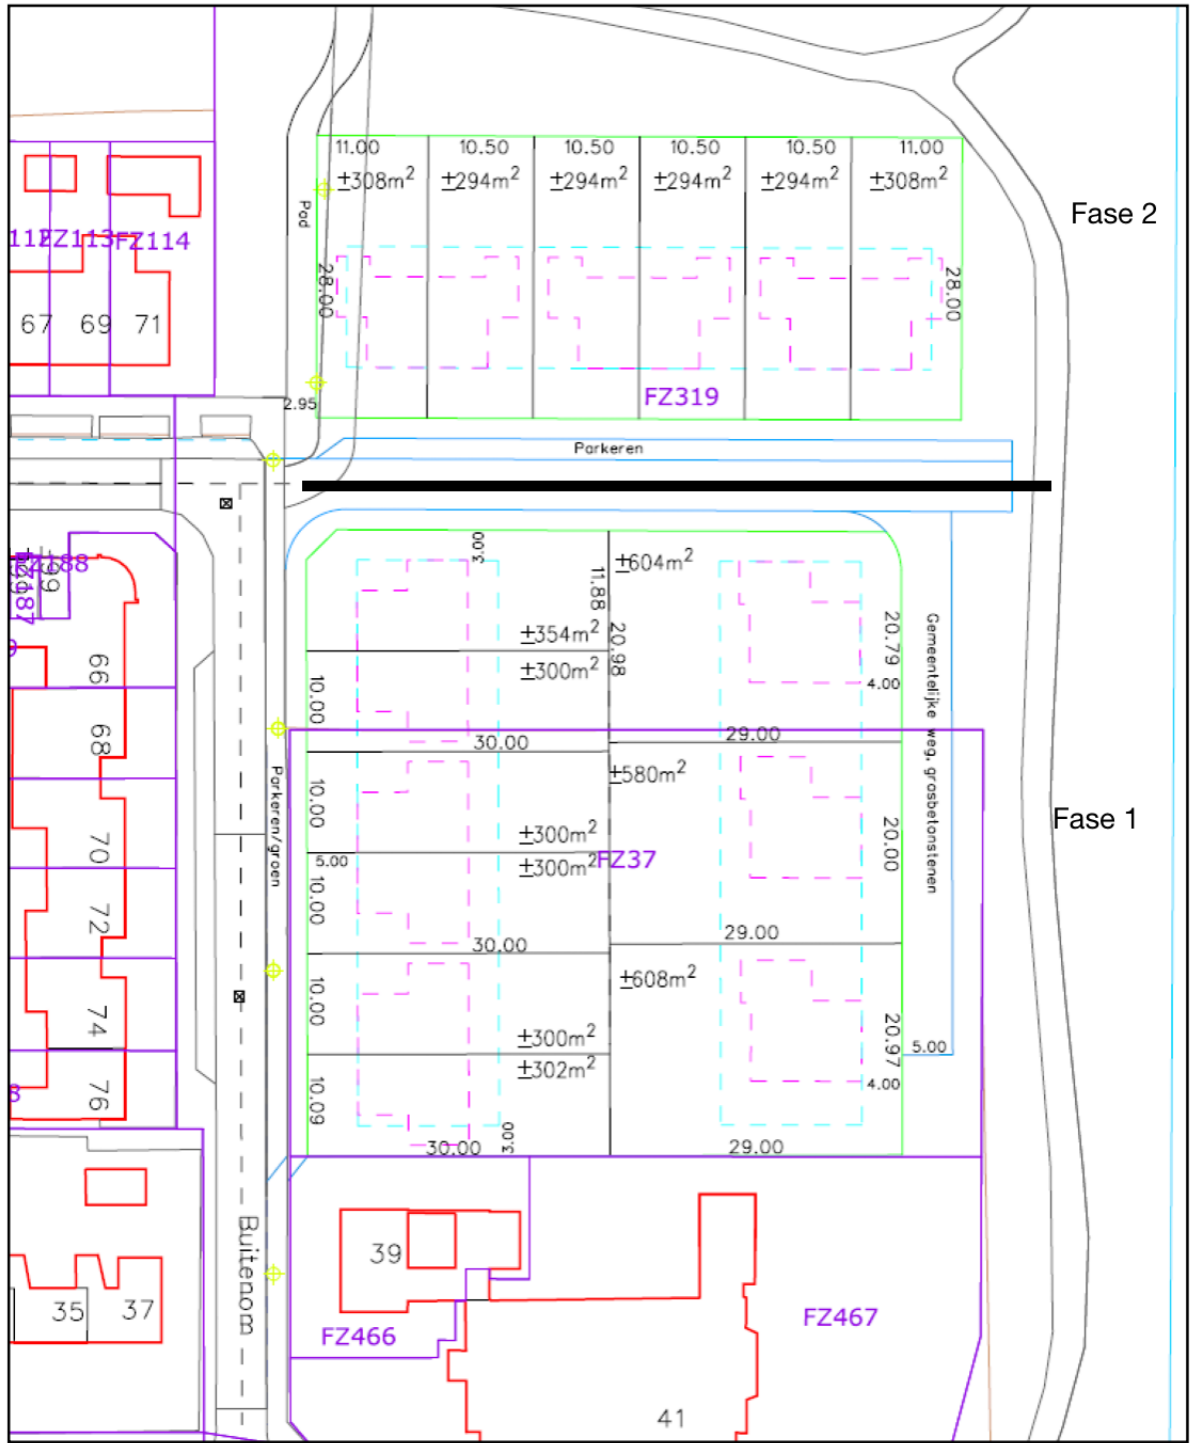 11.00 10.50 10.50 10.50 10.50 11.00
±308m² ±294m² ±294m² ±294m² ±294m² ±308m²
Fase 2
Pad
FZ113 FZ114
28.00 28.00
67 69 71
FZ319
2.95
Parkeren
3.00
±604m²
11.88
FZ188
FZ187
±354m²
20.98
20.79
Gemeentelijke weg, grasbetonstenen
66
±300m²
4.00
10.00
68
30.00
29.00
Parkeren/groen
±580m²
10.00
Fase 1
±300m²
20.00
70
5.00
±300m²
FZ37
10.00
72
30.00
29.00
±608m²
10.00
74
±300m²
20.97
5.00
±302m²
4.00
76
10.09
3.00
30.00
29.00
Buitenom
39
35 37
FZ466
FZ467
41